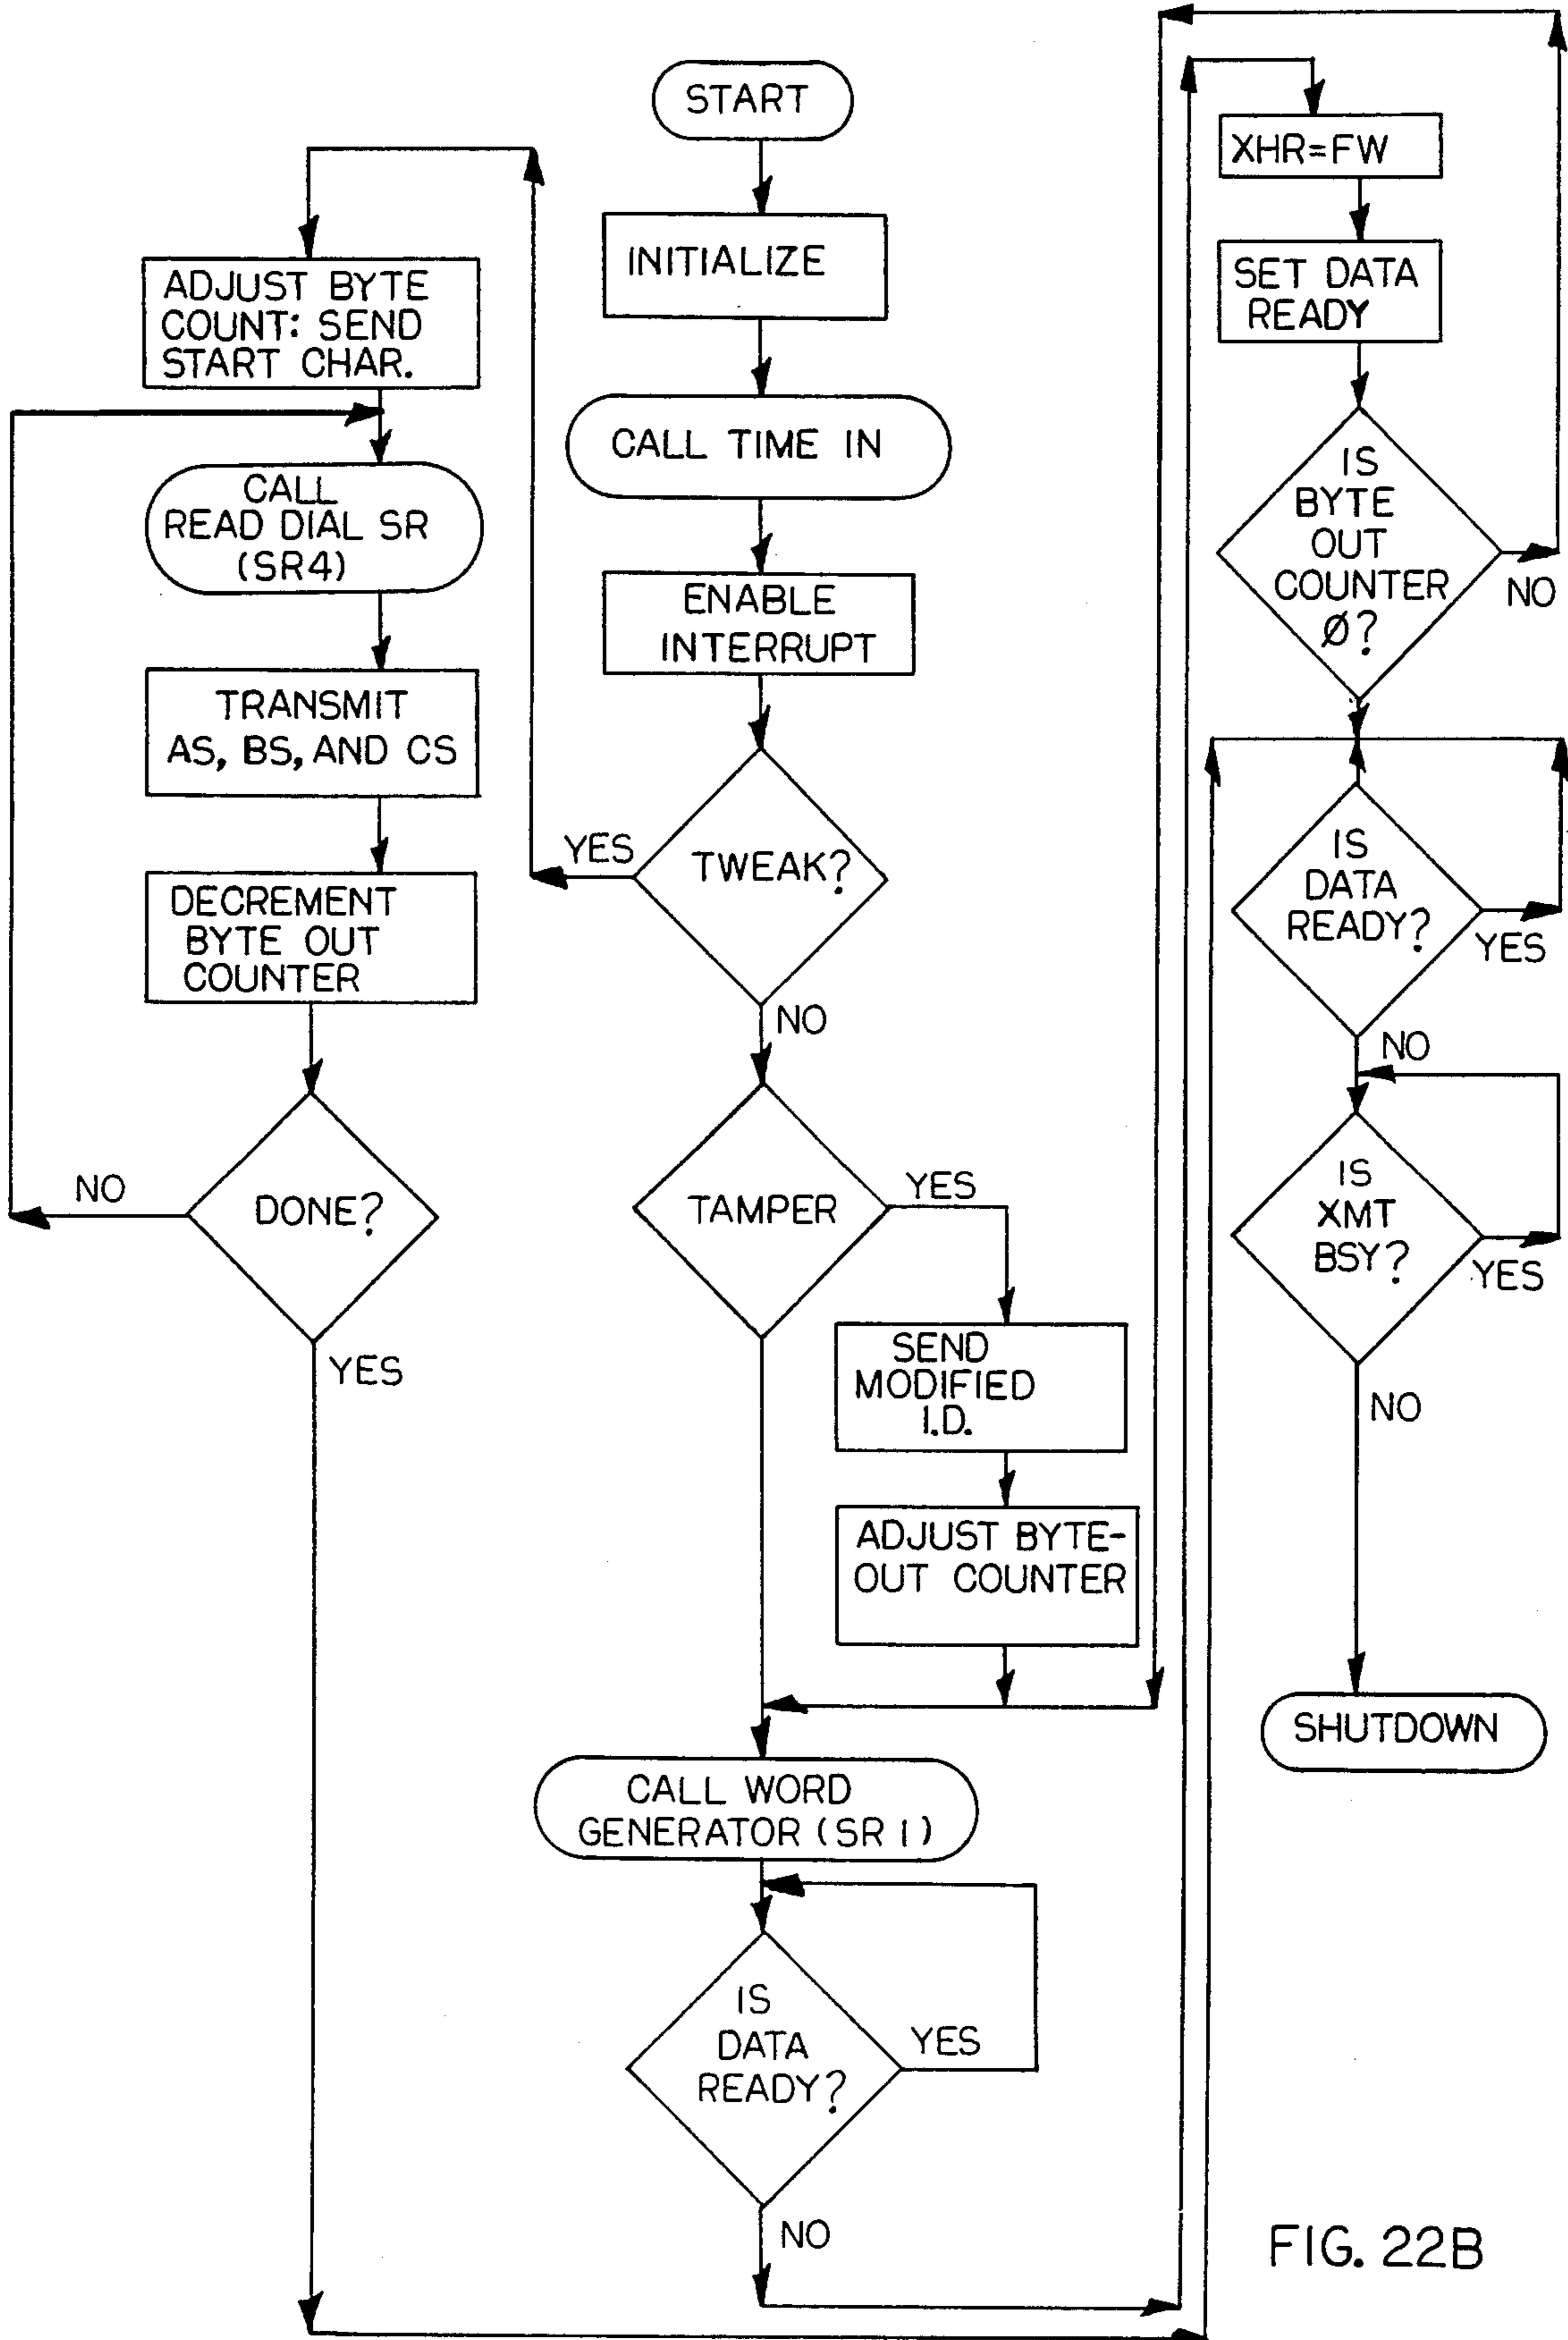 START
INITIALIZE
CALL TIME IN
ENABLE
INTERRUPT
TWEAK?
YES
NO
ADJUST BYTE
COUNT: SEND
START CHAR.
CALL
READ DIAL SR
(SR4)
TRANSMIT
AS, BS, AND CS
DECREMENT
BYTE OUT
COUNTER
DONE?
NO
YES
TAMPER
YES
SEND
MODIFIED
I.D.
ADJUST BYTE-
OUT COUNTER
CALL WORD
GENERATOR (SR 1)
IS
DATA
READY?
YES
NO
XHR=FW
SET DATA
READY
IS
BYTE
OUT
COUNTER
Ø?
NO
IS
DATA
READY?
YES
NO
IS
XMT
BSY?
YES
NO
SHUTDOWN
FIG. 22B